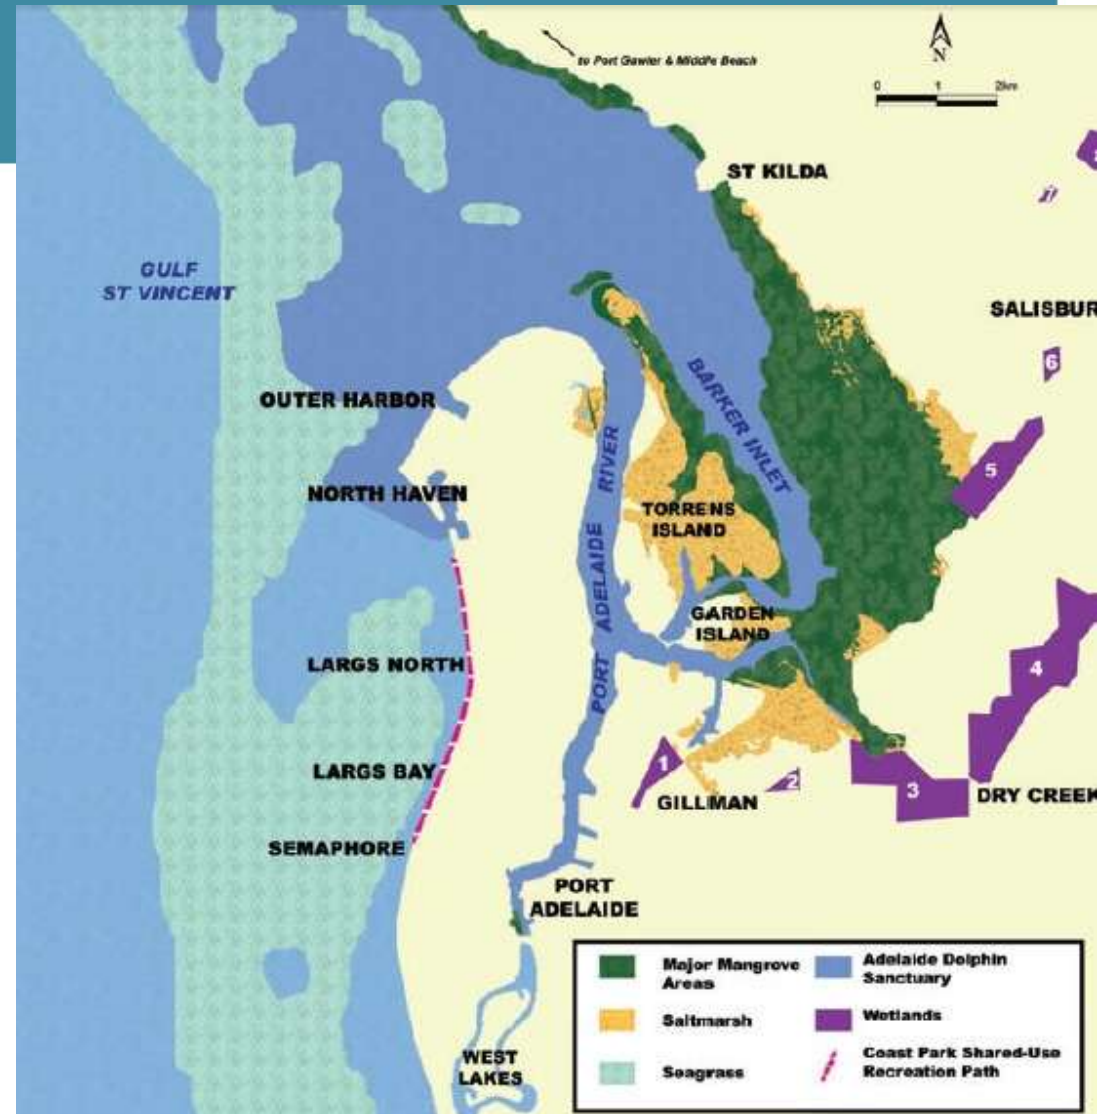 to Port Gawler & Middle Beach
N
0 1 2km
ST KILDA
GULF
ST VINCENT
SALISBUR
6
OUTER HARBOR
BARKER INLET
5
NORTH HAVEN
PORT ADELAIDE RIVER
TORRENS
ISLAND
GARDEN
ISLAND
LARGS NORTH
4
1
LARGS BAY
2
3
GILLMAN
DRY CREEK
SEMAPHORE
PORT
ADELAIDE
WEST
LAKES
Major Mangrove
Areas
Saltmarsh
Seagrass
Adelaide Dolphin
Sanctuary
Wetlands
Coast Park Shared-Use
Recreation Path